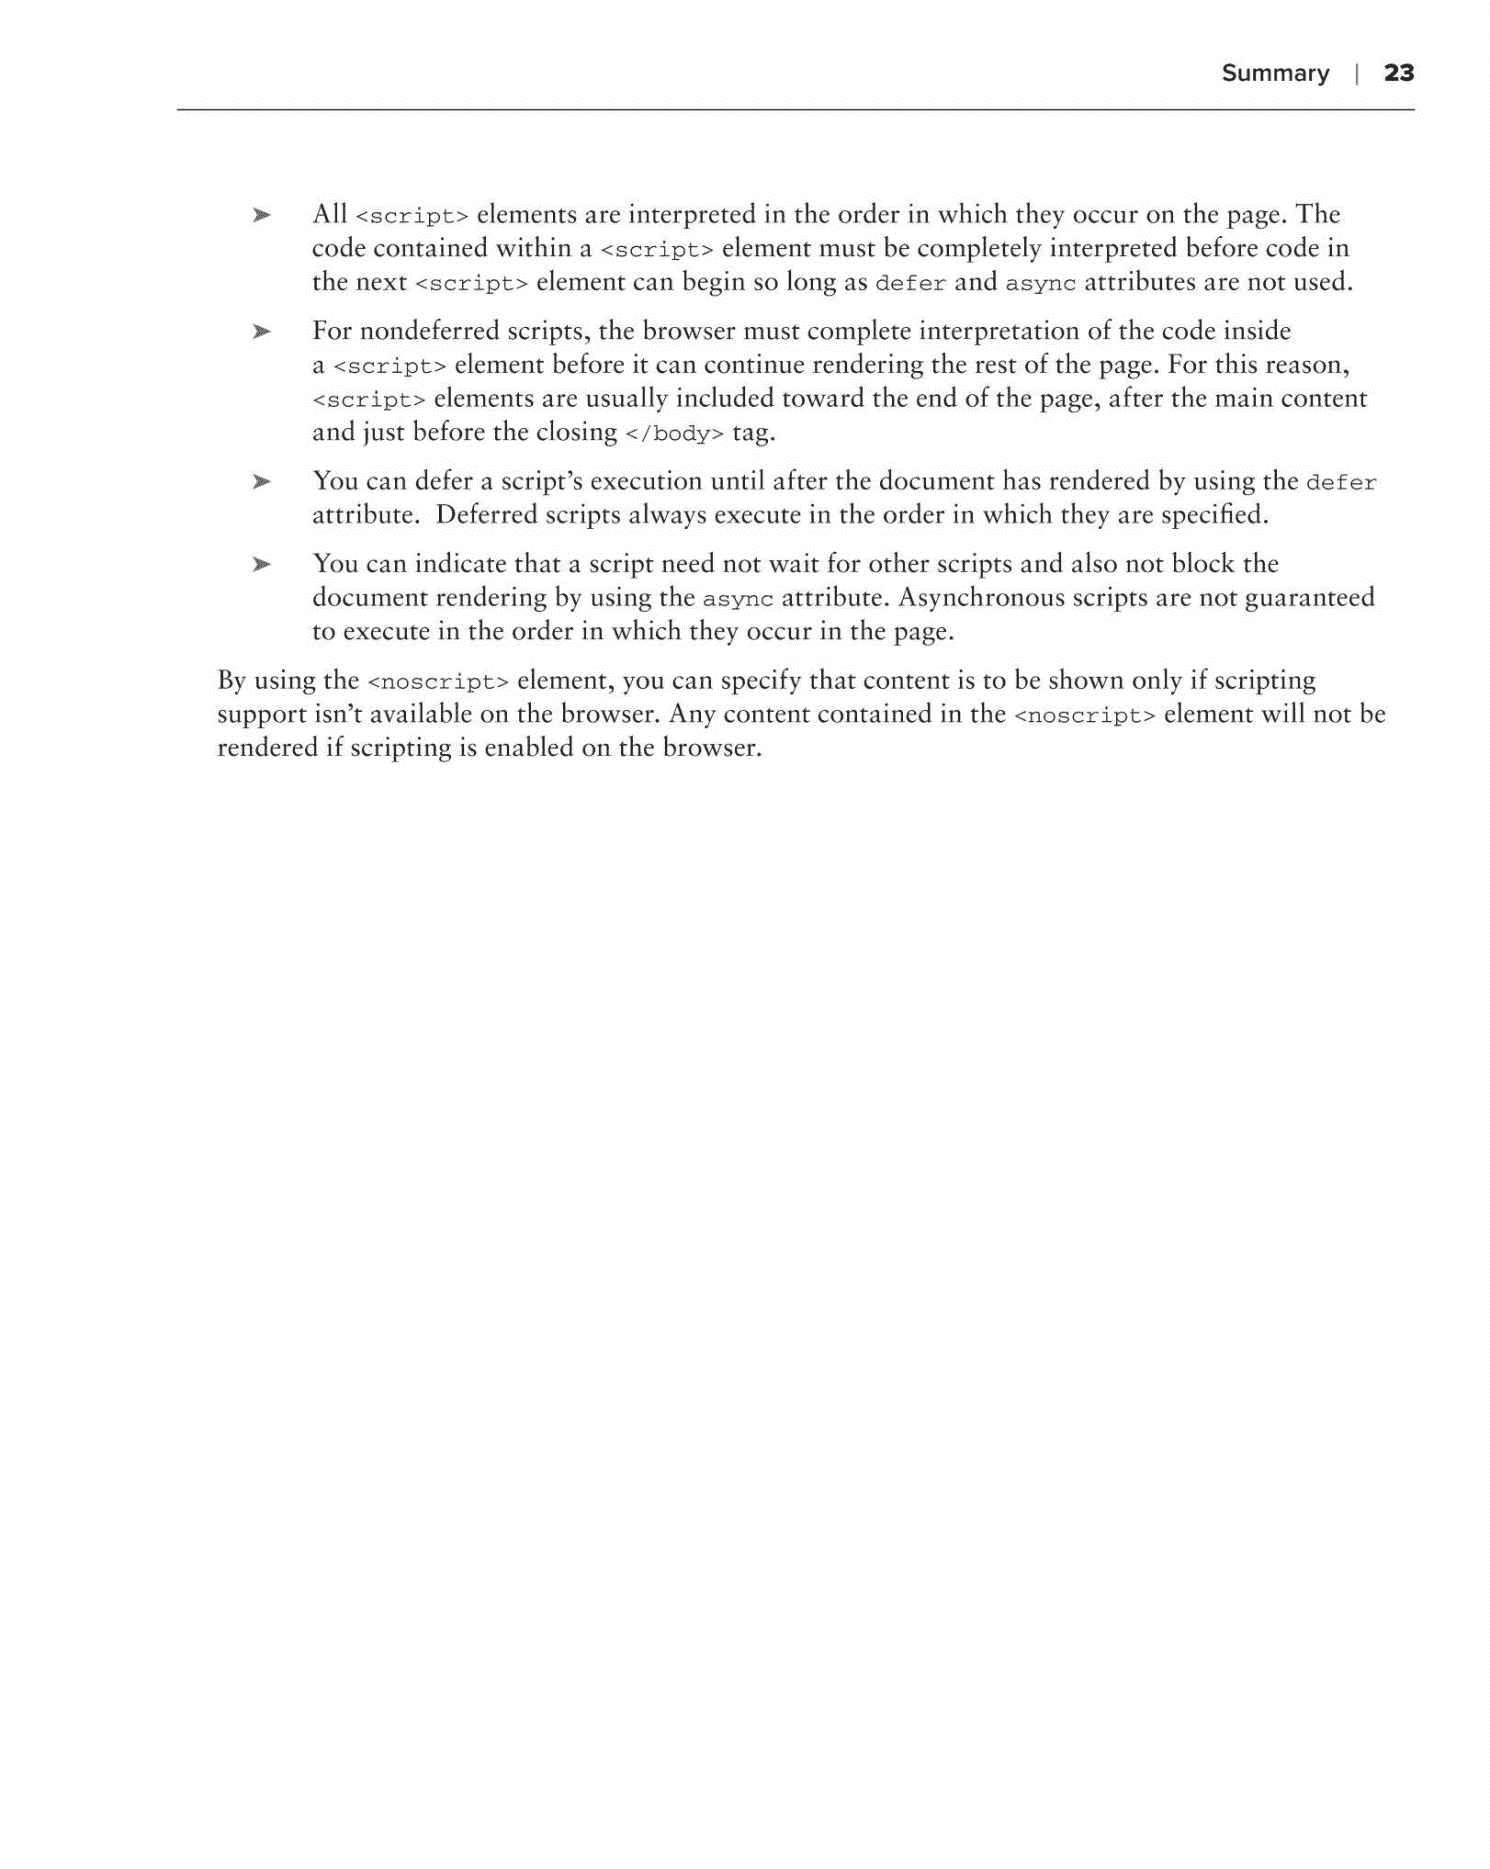 Summary | 23
➤ All <script> elements are interpreted in the order in which they occur on the page. The
code contained within a <script> element must be completely interpreted before code in
the next <script> element can begin so long as defer and async attributes are not used.
➤ For nondeferred scripts, the browser must complete interpretation of the code inside
a <script> element before it can continue rendering the rest of the page. For this reason,
<script> elements are usually included toward the end of the page, after the main content
and just before the closing </body> tag.
➤ You can defer a script’s execution until after the document has rendered by using the defer
attribute.  Deferred scripts always execute in the order in which they are specified.
➤ You can indicate that a script need not wait for other scripts and also not block the
document rendering by using the async attribute. Asynchronous scripts are not guaranteed
to execute in the order in which they occur in the page.
By using the <noscript> element, you can specify that content is to be shown only if scripting
support isn’t available on the browser. Any content contained in the <noscript> element will not be
rendered if scripting is enabled on the browser.